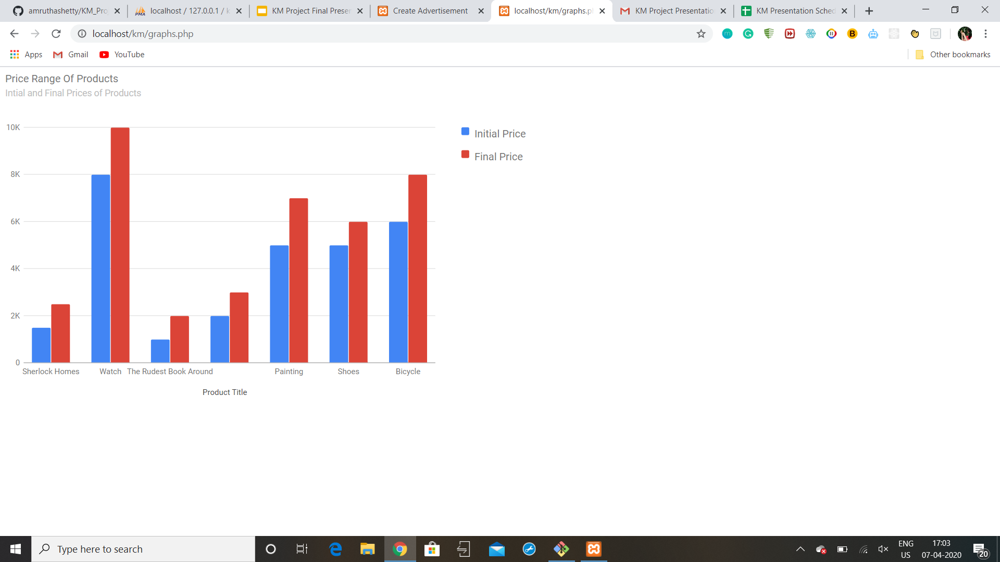 amruthashetty/KM_Pro
localhost / 127.0.0.1 / k
KM Project Final Presen
Create Advertisement
localhost/km/graphs.p
KM Project Presentatio
KM Presentation Sched
localhost/km/graphs.php
Apps
Gmail
YouTube
Other bookmarks
Price Range Of Products
Intial and Final Prices of Products
10K
8K
6K
4K
2K
0
Initial Price
Final Price
Sherlock Homes
Watch
The Rudest Book Around
Painting
Shoes
Bicycle
Product Title
Type here to search
ENG
US
17:03
07-04-2020
20